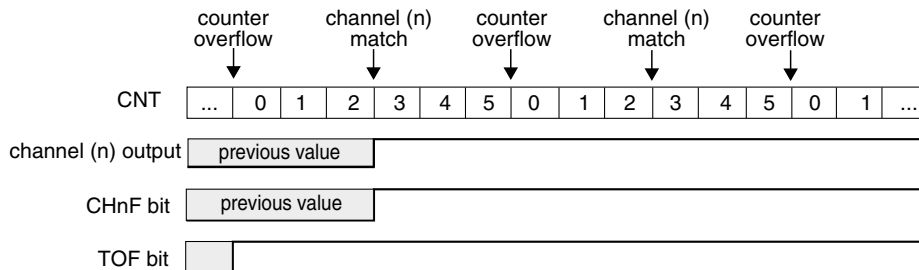 counter overflow
channel (n) match
counter overflow
channel (n) match
counter overflow
CNT ... 0 1 2 3 4 5 0 1 2 3 4 5 0 1 ...
channel (n) output previous value
CHnF bit previous value
TOF bit